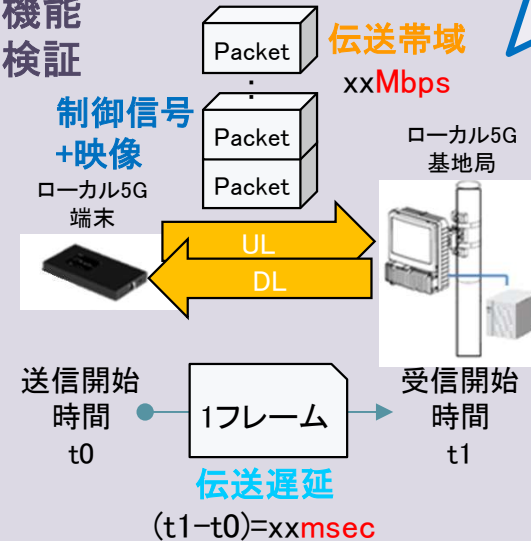 機能
検証
Packet
：
Packet
Packet
伝送帯域
xxMbps
制御信号
+映像
ローカル5G
端末
ローカル5G
基地局
UL
DL
送信開始
時間
t0
1フレーム
受信開始
時間
t1
伝送遅延
(t1-t0)=xxmsec